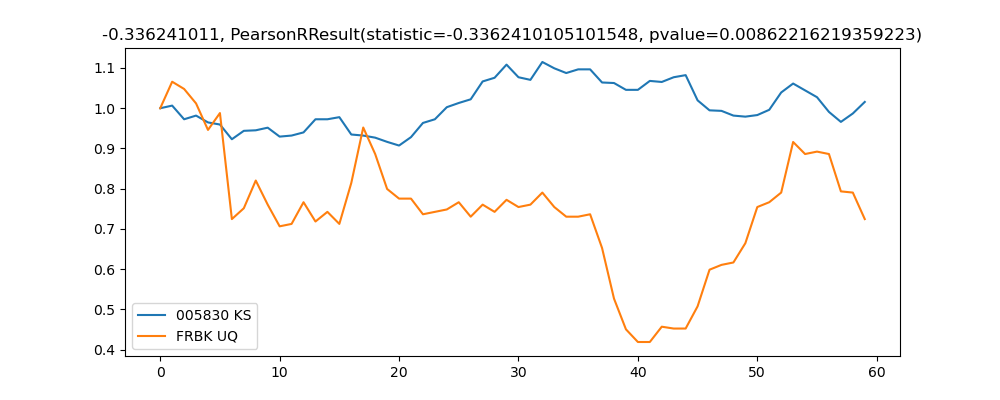 -0.336241011, PearsonRResult(statistic=-0.3362410105101548, pvalue=0.00862216219359223)
1.1
1.0
0.9
0.8
0.7
0.6
0.5
0.4
005830 KS
FRBK UQ
0 10 20 30 40 50 60